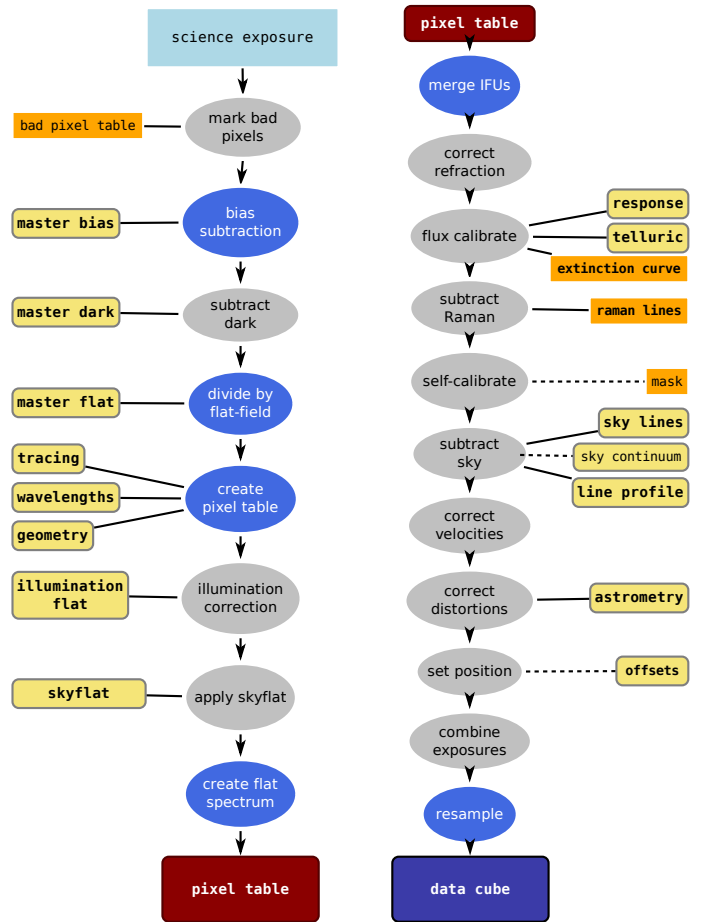 science exposure
mark bad
pixels
bad pixel table
bias
subtraction
master bias
subtract
dark
master dark
divide by
flat-field
master flat
tracing
wavelengths
geometry
create
pixel table
illumination
flat
illumination
correction
skyflat
apply skyflat
create flat
spectrum
pixel table
pixel table
merge IFUs
correct
refraction
flux calibrate
response
telluric
extinction curve
subtract
Raman
raman lines
self-calibrate
mask
subtract
sky
sky lines
sky continuum
line profile
correct
velocities
correct
distortions
astrometry
set position
offsets
combine
exposures
resample
data cube